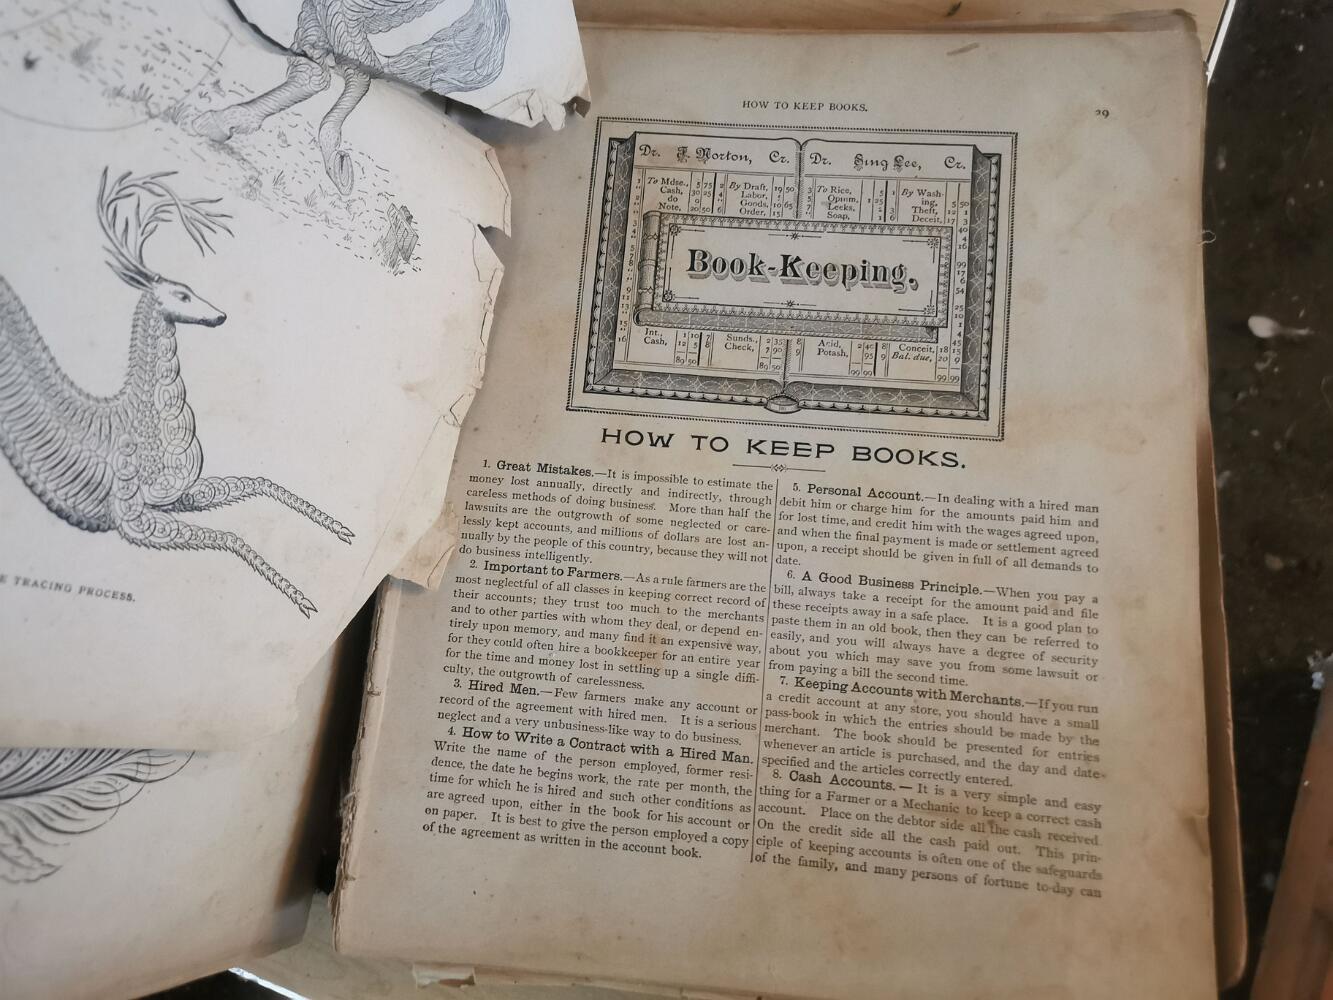 E TRACING PROCESS.
HOW TO KEEP BOOKS.
29
Dr. J. Morton, Cr.
Dr. Sing Lee, Cr.
To Mdse.,
Cash,
do
Note,
By Draft,
Labor,
Goods,
Order,
To Rice,
Opium,
Leeks,
Soap,
By Wash-
ing,
Theft,
Deceit,
Book-Keeping.
Int.,
Cash,
Sunds.,
Check,
Acid,
Potash,
Conceit,
Bal. due,
HOW TO KEEP BOOKS.
1. Great Mistakes.—It is impossible to estimate the
money lost annually, directly and indirectly, through
careless methods of doing business. More than half the
lawsuits are the outgrowth of some neglected or care-
lessly kept accounts, and millions of dollars are lost an-
nually by the people of this country, because they will not
do business intelligently.
2. Important to Farmers.—As a rule farmers are the
most neglectful of all classes in keeping correct record of
their accounts; they trust too much to the merchants
and to other parties with whom they deal, or depend en-
tirely upon memory, and many find it an expensive way,
for they could often hire a bookkeeper for an entire year
for the time and money lost in settling up a single diffi-
culty, the outgrowth of carelessness.
3. Hired Men.—Few farmers make any account or
record of the agreement with hired men. It is a serious
neglect and a very unbusiness-like way to do business.
4. How to Write a Contract with a Hired Man.
Write the name of the person employed, former resi-
dence, the date he begins work, the rate per month, the
time for which he is hired and such other conditions as
are agreed upon, either in the book for his account or
on paper. It is best to give the person employed a copy
of the agreement as written in the account book.
5. Personal Account.—In dealing with a hired man
debit him or charge him for the amounts paid him and
for lost time, and credit him with the wages agreed upon,
and when the final payment is made or settlement agreed
upon, a receipt should be given in full of all demands to
date.
6. A Good Business Principle.—When you pay a
bill, always take a receipt for the amount paid and file
these receipts away in a safe place. It is a good plan to
paste them in an old book, then they can be referred to
easily, and you will always have a degree of security
about you which may save you from some lawsuit or
from paying a bill the second time.
7. Keeping Accounts with Merchants.—If you run
a credit account at any store, you should have a small
pass-book in which the entries should be made by the
merchant. The book should be presented for entries
whenever an article is purchased, and the day and date
specified and the articles correctly entered.
8. Cash Accounts.—It is a very simple and easy
thing for a Farmer or a Mechanic to keep a correct cash
account. Place on the debtor side all the cash received.
On the credit side all the cash paid out. This prin-
ciple of keeping accounts is often one of the safeguards
of the family, and many persons of fortune to-day can